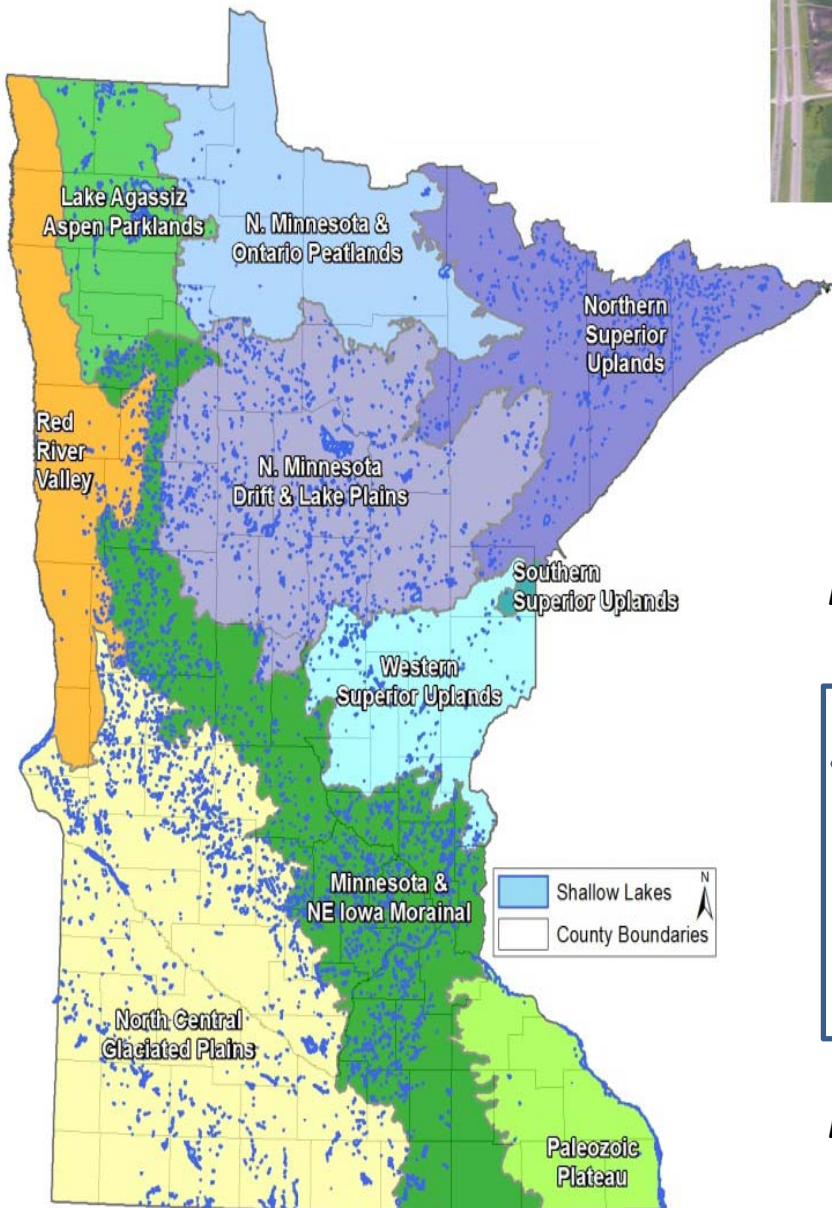 Lake Agassiz
Aspen Parklands
N. Minnesota &
Ontario Peatlands
Northern
Superior
Uplands
Red
River
Valley
N. Minnesota
Drift & Lake Plains
Southern
Superior Uplands
Western
Superior Uplands
Minnesota &
NE Iowa Morainal
Shallow Lakes
N
County Boundaries
North Central
Glaciated Plains
Paleozoic
Plateau